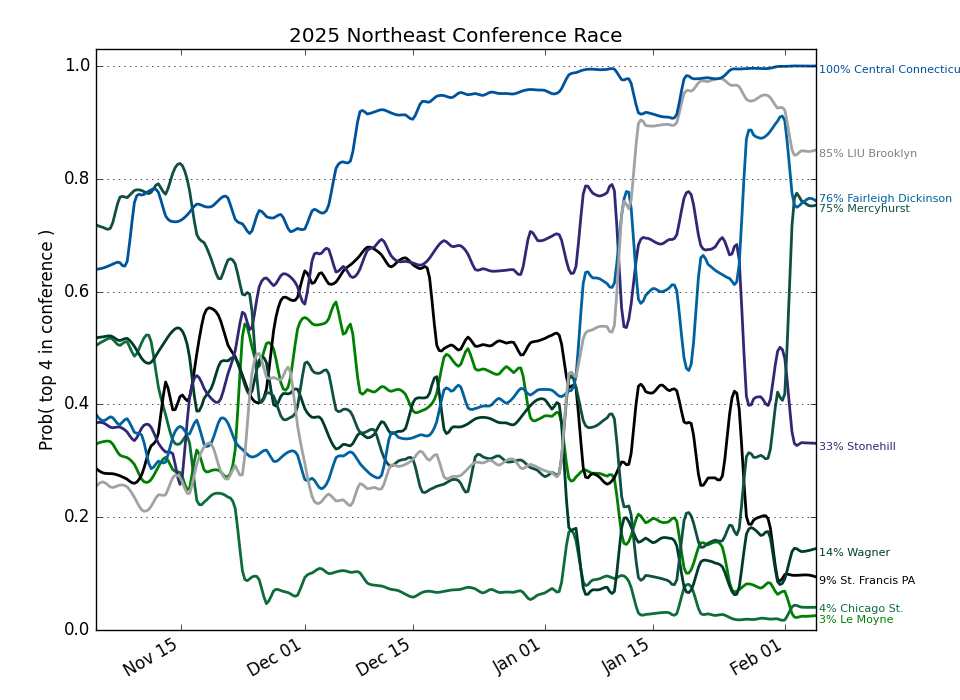 2025 Northeast Conference Race
Prob( top 4 in conference )
1.0
0.8
0.6
0.4
0.2
0.0
Nov 15
Dec 01
Dec 15
Jan 01
Jan 15
Feb 01
100% Central Connecticu
85% LIU Brooklyn
76% Fairleigh Dickinson
75% Mercyhurst
33% Stonehill
14% Wagner
9% St. Francis PA
4% Chicago St.
3% Le Moyne